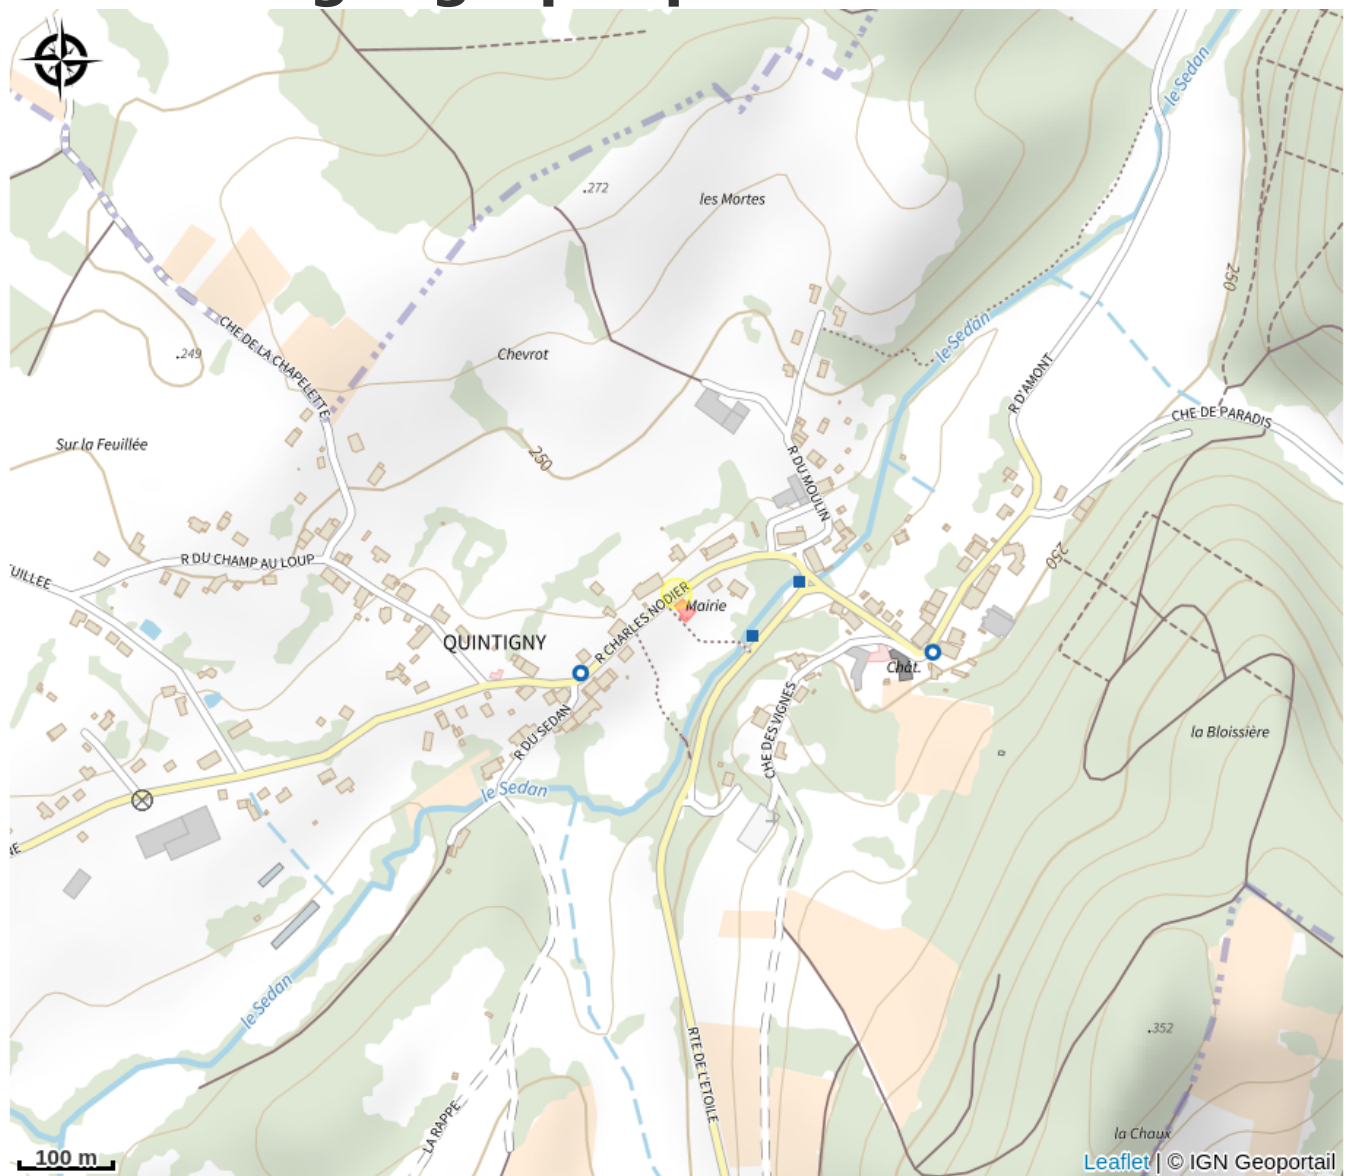 le Sedan
.272
les Mortes
250
CHE DE LA CHAPELETTE
.249
Chevrot
le Sedan
R D'AMONT
CHE DE PARADIS
Sur la Feuillée
250
R DU MOULIN
R DU CHAMP AU LOUP
UILLÉE
250
R CHARLES NODIER
Mairie
QUINTIGNY
Chât.
R DU SEDAN
CHE DES VIGNES
la Bloissière
le Sedan
NE
le Sedan
RTE DE L'ETOILE
.352
LA RAPPE
la Chaux
100 m
Leaflet | © IGN Geoportail